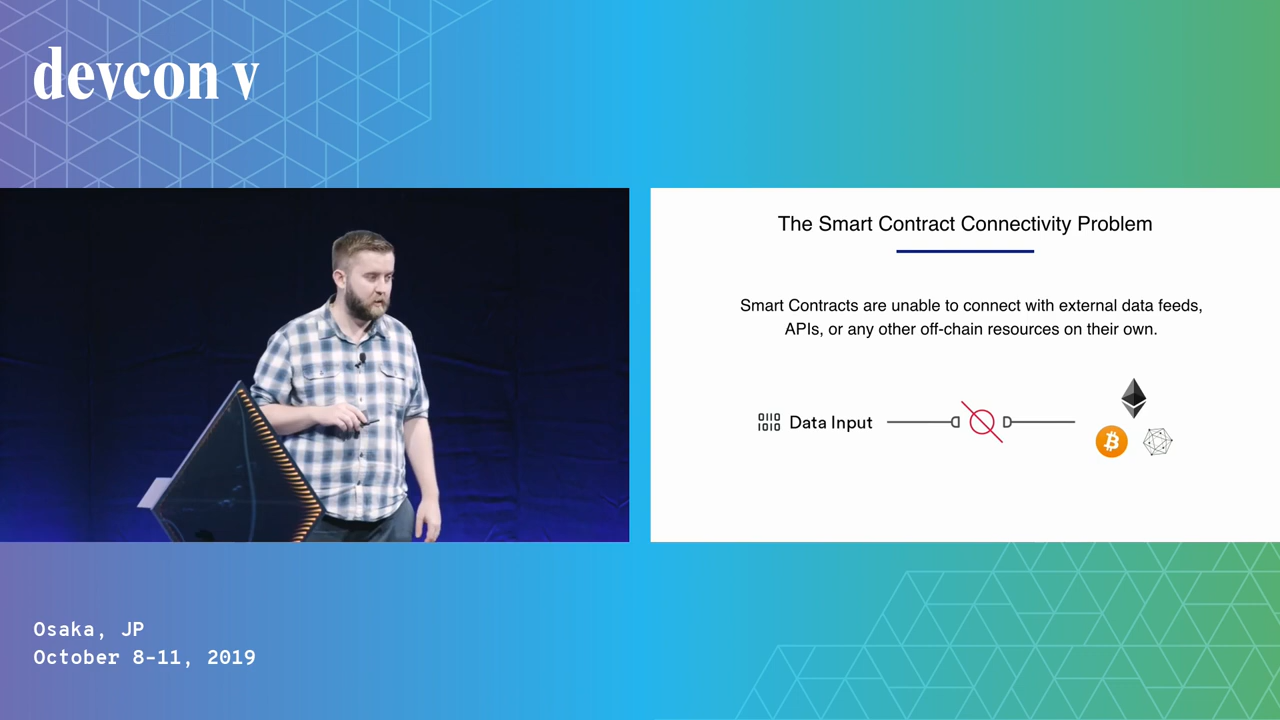 devcon v
The Smart Contract Connectivity Problem
Smart Contracts are unable to connect with external data feeds,
APIs, or any other off-chain resources on their own.
0110
1010
Data Input
Osaka, JP
October 8-11, 2019